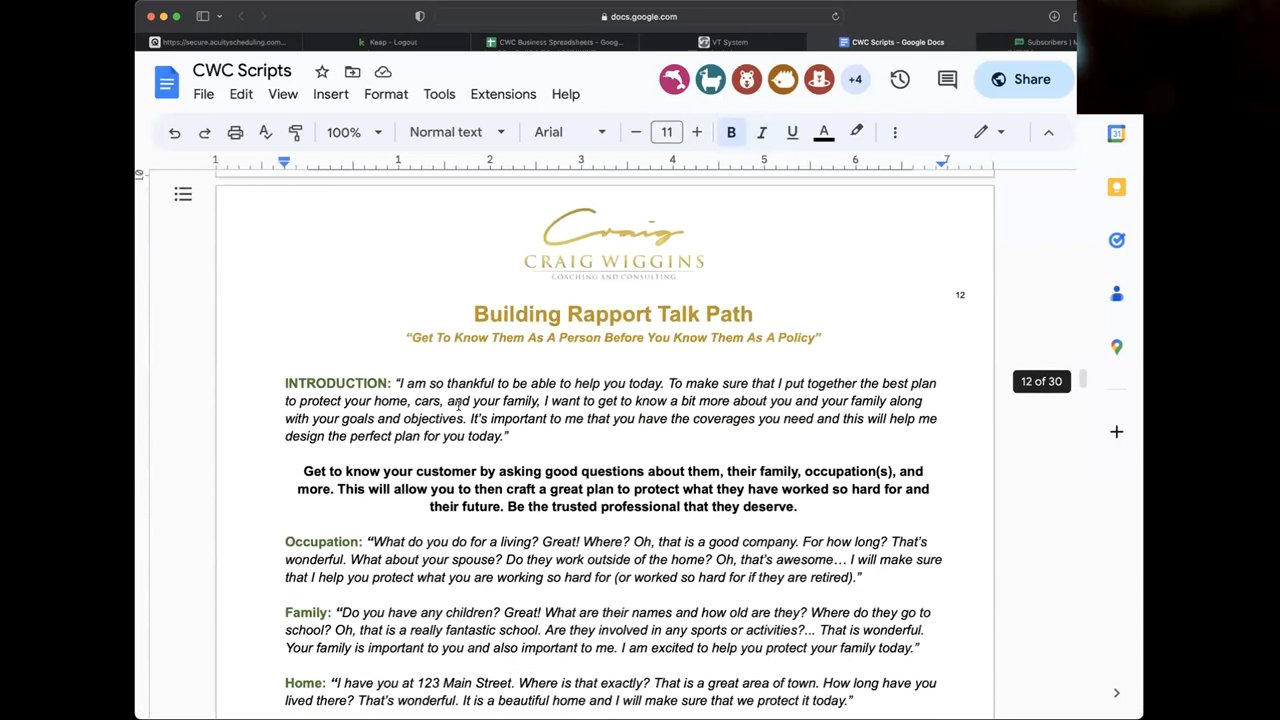 docs.google.com
https://secure.acuityscheduling.com...
Keap - Logout
CWC Business Spreadsheets - Goog...
VT System
CWC Scripts - Google Docs
Subscribers | M
CWC Scripts
+4
Share
File Edit View Insert Format Tools Extensions Help
100% Normal text Arial 11 B I U A
1 1 2 3 4 5 6 7
31
Craig
CRAIG WIGGINS
COACHING AND CONSULTING
12
Building Rapport Talk Path
“Get To Know Them As A Person Before You Know Them As A Policy”
12 of 30
INTRODUCTION: “I am so thankful to be able to help you today. To make sure that I put together the best plan
to protect your home, cars, and your family, I want to get to know a bit more about you and your family along
with your goals and objectives. It’s important to me that you have the coverages you need and this will help me
design the perfect plan for you today.”
Get to know your customer by asking good questions about them, their family, occupation(s), and
more. This will allow you to then craft a great plan to protect what they have worked so hard for and
their future. Be the trusted professional that they deserve.
Occupation: “What do you do for a living? Great! Where? Oh, that is a good company. For how long? That’s
wonderful. What about your spouse? Do they work outside of the home? Oh, that’s awesome… I will make sure
that I help you protect what you are working so hard for (or worked so hard for if they are retired).”
Family: “Do you have any children? Great! What are their names and how old are they? Where do they go to
school? Oh, that is a really fantastic school. Are they involved in any sports or activities?... That is wonderful.
Your family is important to you and also important to me. I am excited to help you protect your family today.”
Home: “I have you at 123 Main Street. Where is that exactly? That is a great area of town. How long have you
lived there? That’s wonderful. It is a beautiful home and I will make sure that we protect it today.”